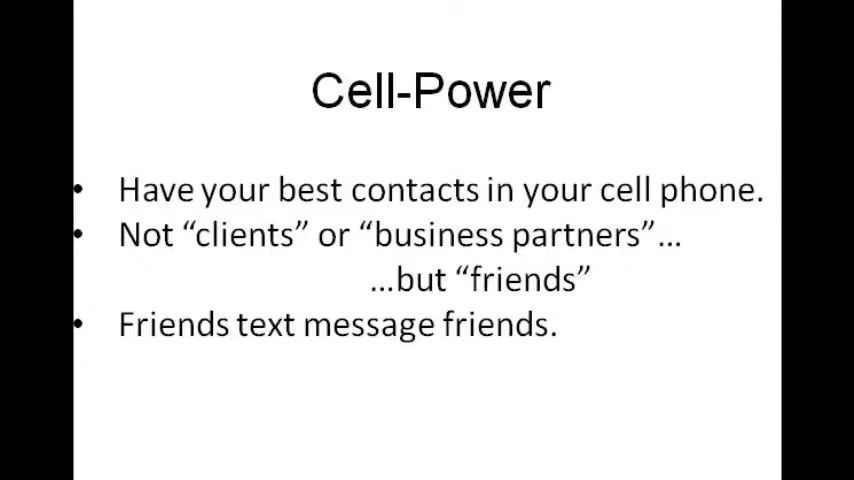 Cell-Power
• Have your best contacts in your cell phone.
• Not “clients” or “business partners”...
...but “friends”
• Friends text message friends.